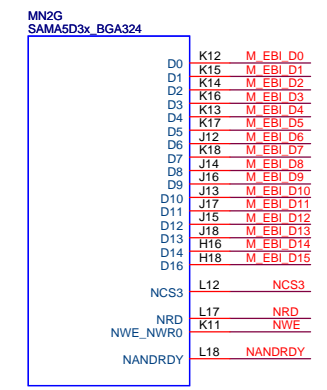 MN2G
SAMA5D3x_BGA324
D0 K12 M_EBI_D0
D1 K15 M_EBI_D1
D2 K14 M_EBI_D2
D3 K16 M_EBI_D3
D4 K13 M_EBI_D4
D5 K17 M_EBI_D5
D6 J12 M_EBI_D6
D7 K18 M_EBI_D7
D8 J14 M_EBI_D8
D9 J16 M_EBI_D9
D10 J13 M_EBI_D10
D11 J17 M_EBI_D11
D12 J15 M_EBI_D12
D13 J18 M_EBI_D13
D14 H16 M_EBI_D14
D16 H18 M_EBI_D15
NCS3 L12 NCS3
NRD L17 NRD
NWE_NWR0 K11 NWE
NANDRDY L18 NANDRDY